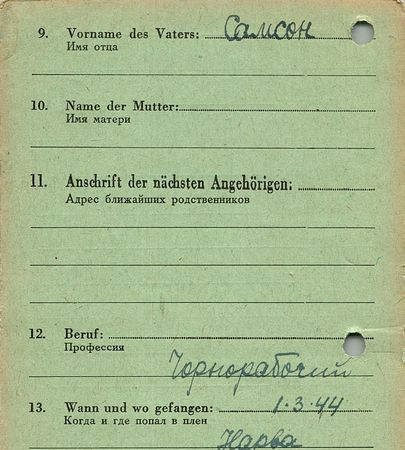 9. Vorname des Vaters: Самсон
Имя отца
10. Name der Mutter:
Имя матери
11. Anschrift der nächsten Angehörigen:
Адрес ближайших родственников
12. Beruf:
Профессия
Чорнорабочий
13. Wann und wo gefangen: 1·3·44
Когда и где попал в плен
Нарва